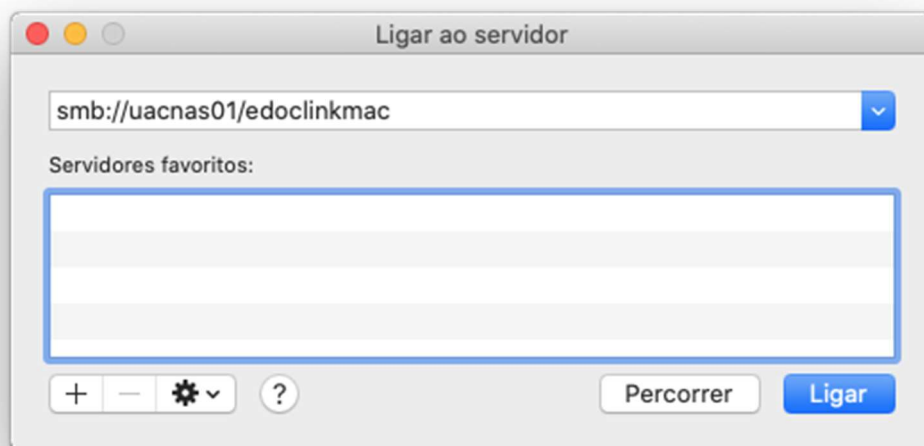 Ligar ao servidor
smb://uacnas01/edoclinkmac
Servidores favoritos:
+ − ? Percorrer Ligar